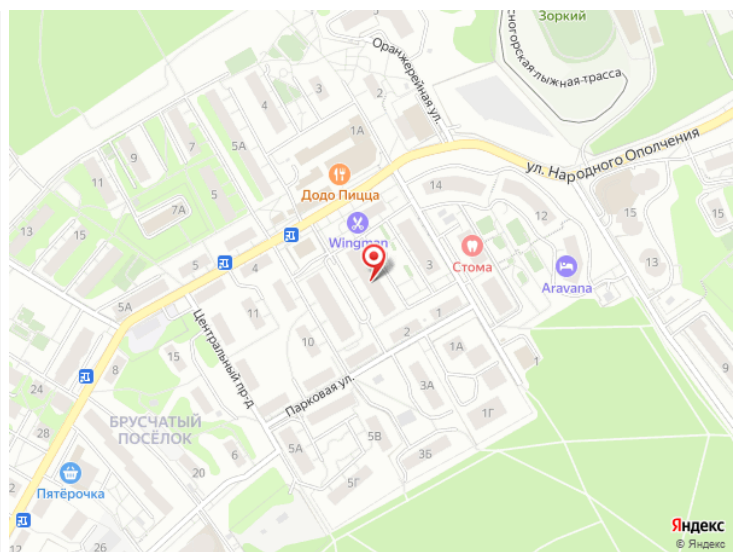 Зоркий
Красногорская лыжная трасса
Оранжерейная ул.
3
2
4
1А
7
9
5А
11
7А
ул. Народного Ополчения
Додо Пицца
14
12
15
15
Wingman
Стома
Aravana
13
3
5
4
5А
11
1
2
1А
1
10
Центральный пр-д
15
8
24
9
Парковая ул.
3А
1Г
БРУСЧАТЫЙ
ПОСЁЛОК
28
6
5А
5В
3Б
5Г
20
12
Пятёрочка
26
Яндекс
© Яндекс